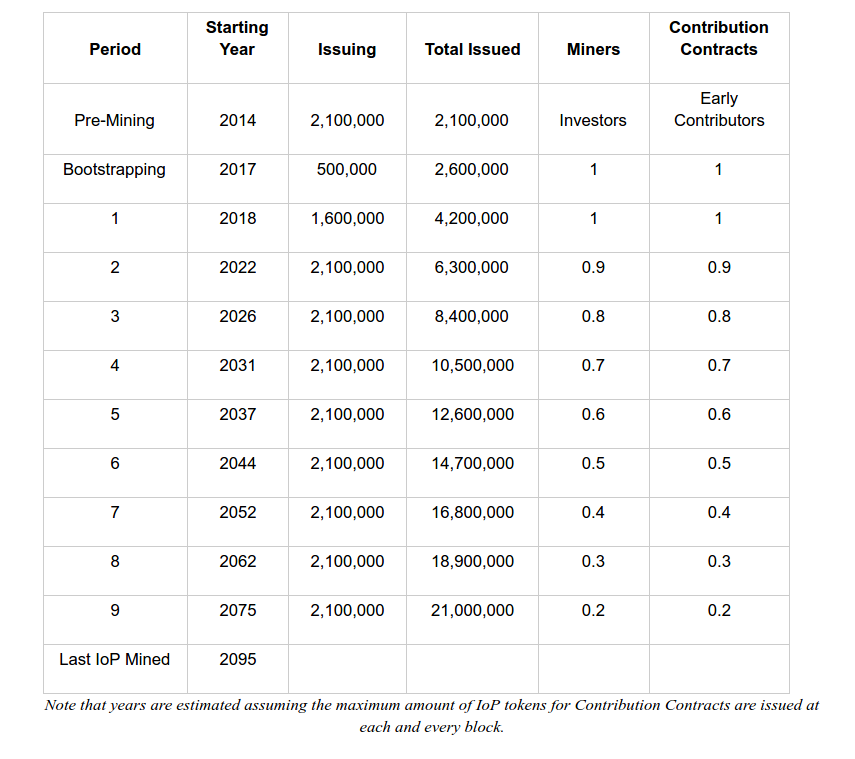 Period Starting Year Issuing Total Issued Miners Contribution Contracts
Pre-Mining 2014 2,100,000 2,100,000 Investors Early Contributors
Bootstrapping 2017 500,000 2,600,000 1 1
1 2018 1,600,000 4,200,000 1 1
2 2022 2,100,000 6,300,000 0.9 0.9
3 2026 2,100,000 8,400,000 0.8 0.8
4 2031 2,100,000 10,500,000 0.7 0.7
5 2037 2,100,000 12,600,000 0.6 0.6
6 2044 2,100,000 14,700,000 0.5 0.5
7 2052 2,100,000 16,800,000 0.4 0.4
8 2062 2,100,000 18,900,000 0.3 0.3
9 2075 2,100,000 21,000,000 0.2 0.2
Last IoP Mined 2095
Note that years are estimated assuming the maximum amount of IoP tokens for Contribution Contracts are issued at
each and every block.